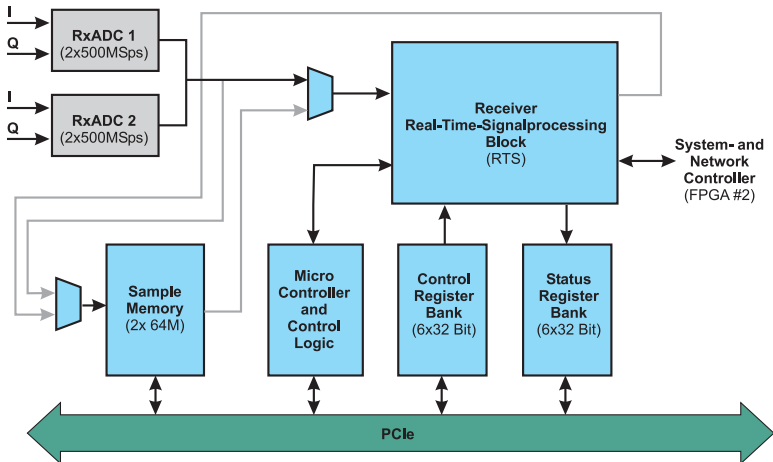 I
Q
RxADC 1
(2x500MSps)
I
Q
RxADC 2
(2x500MSps)
Receiver
Real-Time-Signalprocessing
Block
(RTS)
System- and
Network
Controller
(FPGA #2)
Sample
Memory
(2x 64M)
Micro
Controller
and
Control
Logic
Control
Register
Bank
(6x32 Bit)
Status
Register
Bank
(6x32 Bit)
PCIe